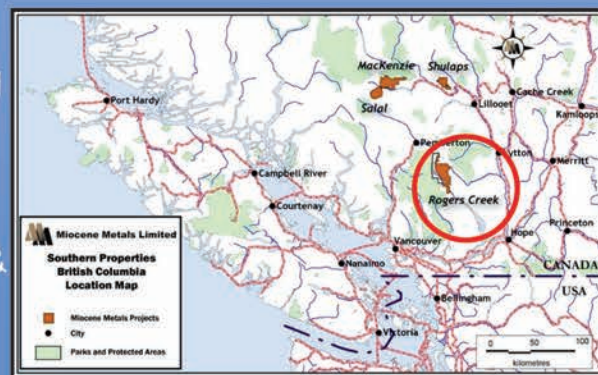 MacKenzie
Shulaps
Salal
Cache Creek
Port Hardy
Lillooet
Kamloops
Pemberton
Lytton
Merritt
Campbell River
Rogers Creek
Courtenay
Princeton
Hope
Vancouver
Nanaimo
CANADA
USA
Bellingham
Victoria
Miocene Metals Limited
Southern Properties
British Columbia
Location Map
Miocene Metals Projects
City
Parks and Protected Areas
0 50 100
kilometres